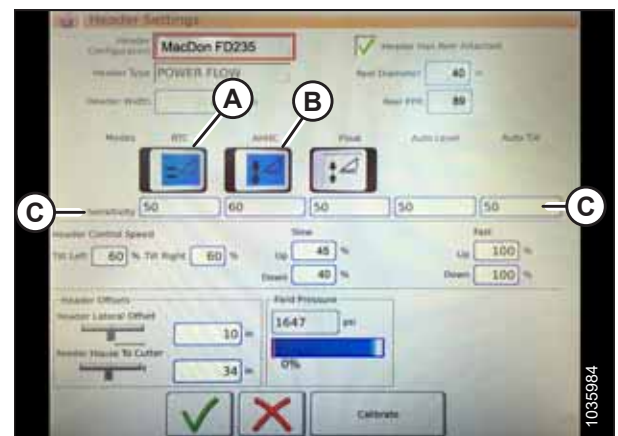 Header Settings
Header Configuration MacDon FD235 Header Has Reel Attached
Header Type POWER FLOW Reel Diameter 40 in
Header Width Reel PPR 89
A
B
Modes RTC AHHC Float Auto Level Auto Tilt
C Sensitivity 50 60 50 50 50 C
Header Control Speed Slow Fast
Tilt Left 60 % Tilt Right 60 % Up 45 % Up 100 %
Down 40 % Down 100 %
Header Offsets Field Pressure
Header Lateral Offset 1647 psi
10 in
Feeder House To Cutter 0%
34 in
Calibrate
1035984